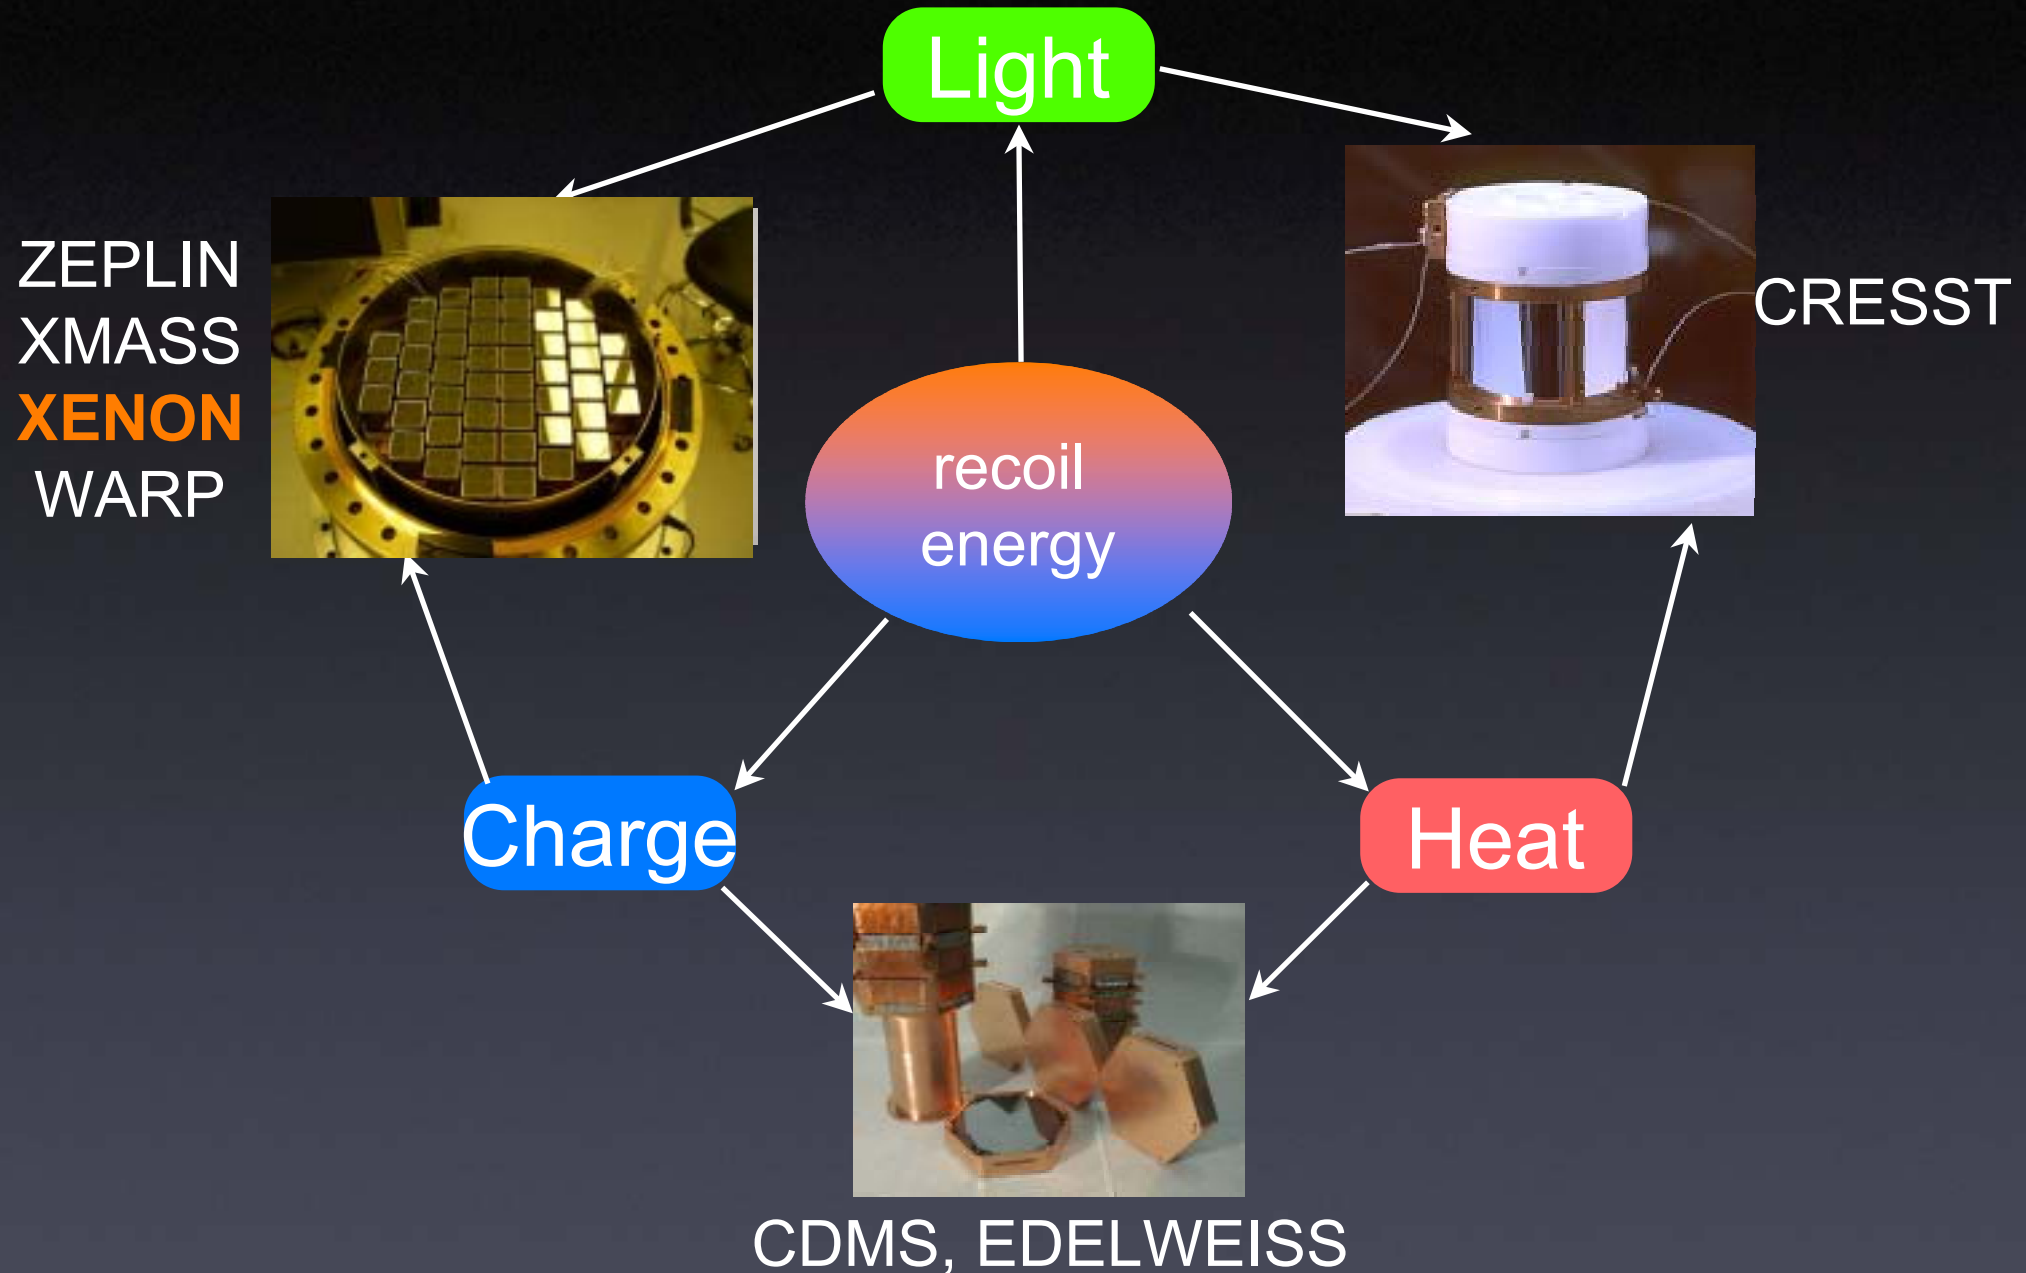 Light
ZEPLIN
XMASS
XENON
WARP
CRESST
recoil
energy
Charge
Heat
CDMS, EDELWEISS